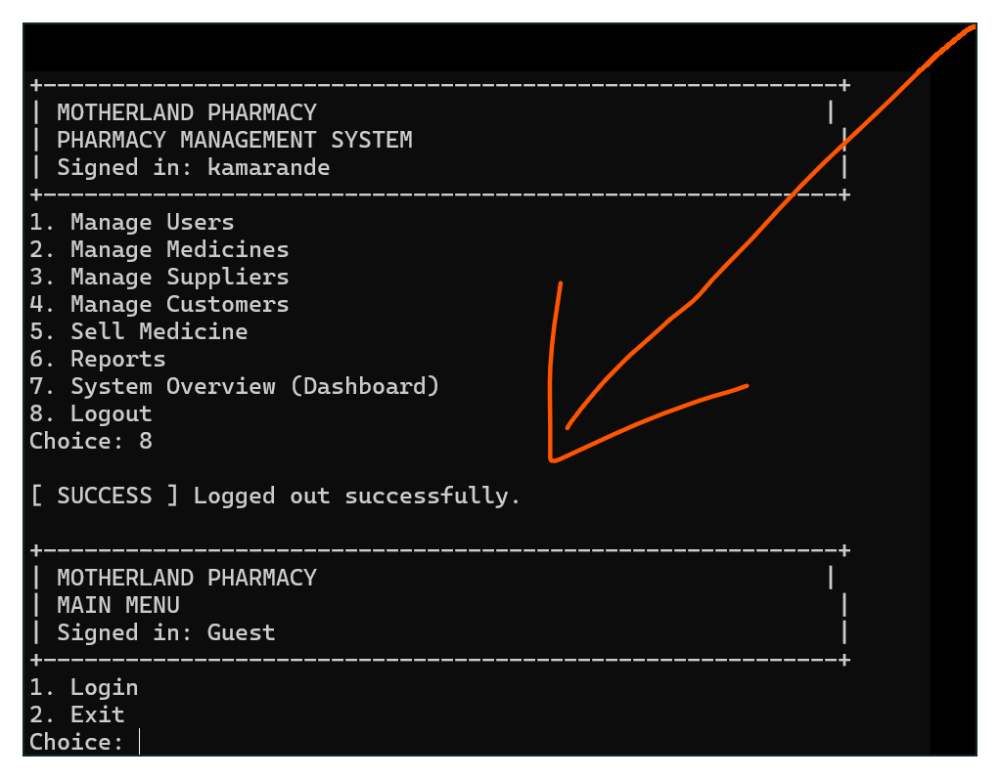 +----------------------------------------------------------+
| MOTHERLAND PHARMACY                                     |
| PHARMACY MANAGEMENT SYSTEM                               |
| Signed in: kamarande                                     |
+----------------------------------------------------------+
1. Manage Users
2. Manage Medicines
3. Manage Suppliers
4. Manage Customers
5. Sell Medicine
6. Reports
7. System Overview (Dashboard)
8. Logout
Choice: 8
[ SUCCESS ] Logged out successfully.
+----------------------------------------------------------+
| MOTHERLAND PHARMACY                                     |
| MAIN MENU                                                |
| Signed in: Guest                                         |
+----------------------------------------------------------+
1. Login
2. Exit
Choice: